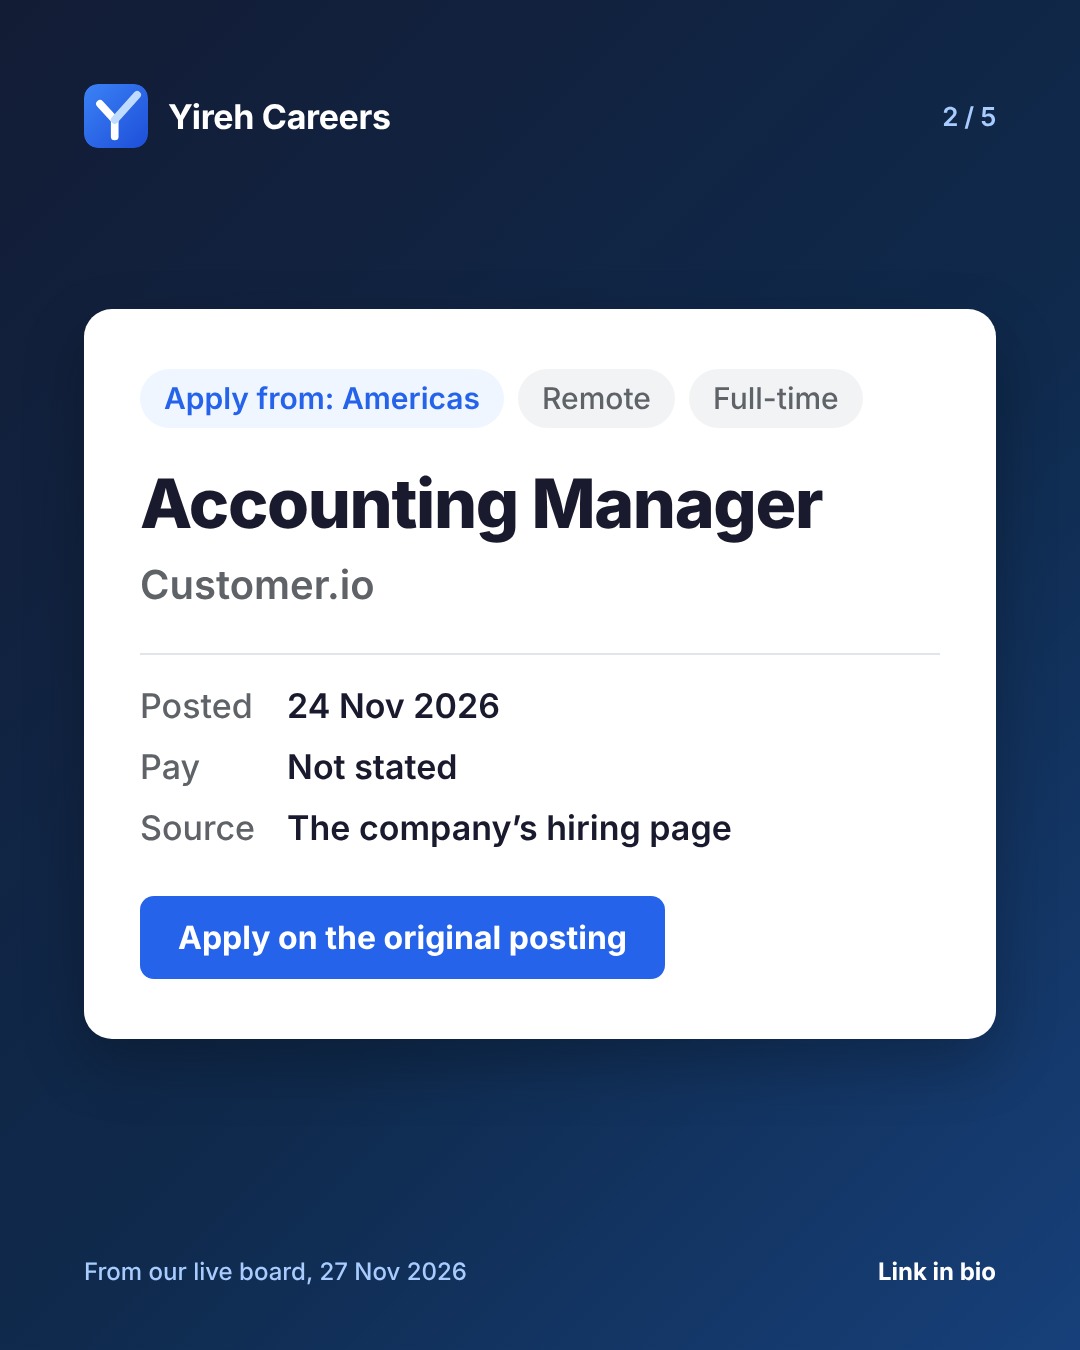 Yireh Careers
2 / 5
Apply from: Americas Remote Full-time
Accounting Manager
Customer.io
Posted 24 Nov 2026
Pay Not stated
Source The company’s hiring page
Apply on the original posting
From our live board, 27 Nov 2026
Link in bio